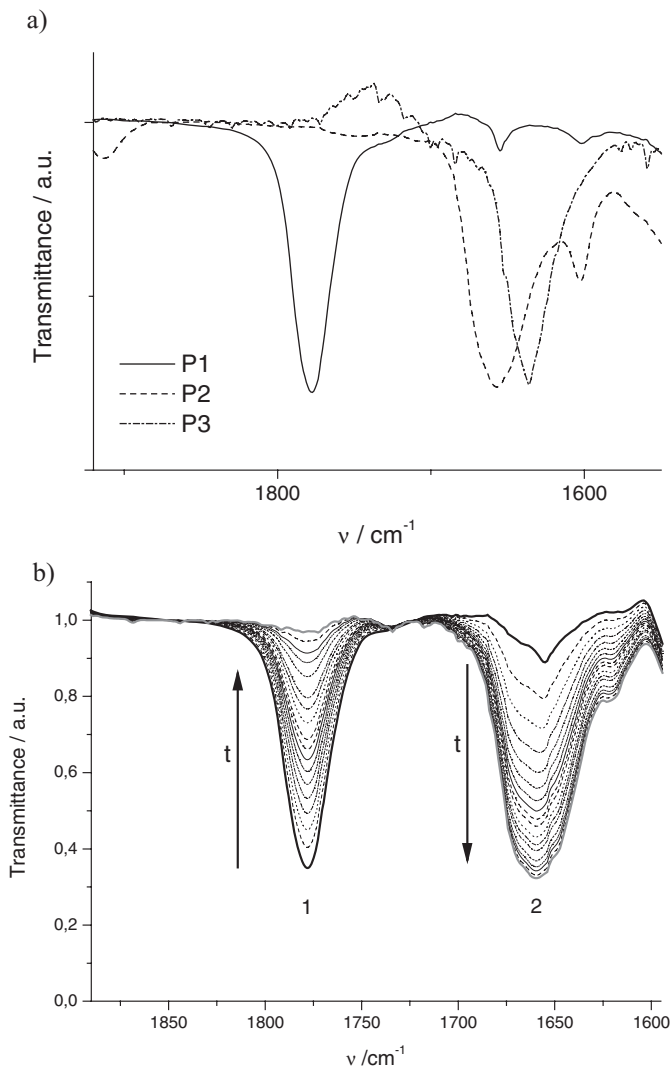 a)
Transmittance / a.u.
P1
P2
P3
1800 1600
ν / cm⁻¹
b)
1,0
0,8
0,6
0,4
0,2
0,0
Transmittance / a.u.
t
t
1 2
1850 1800 1750 1700 1650 1600
ν /cm⁻¹